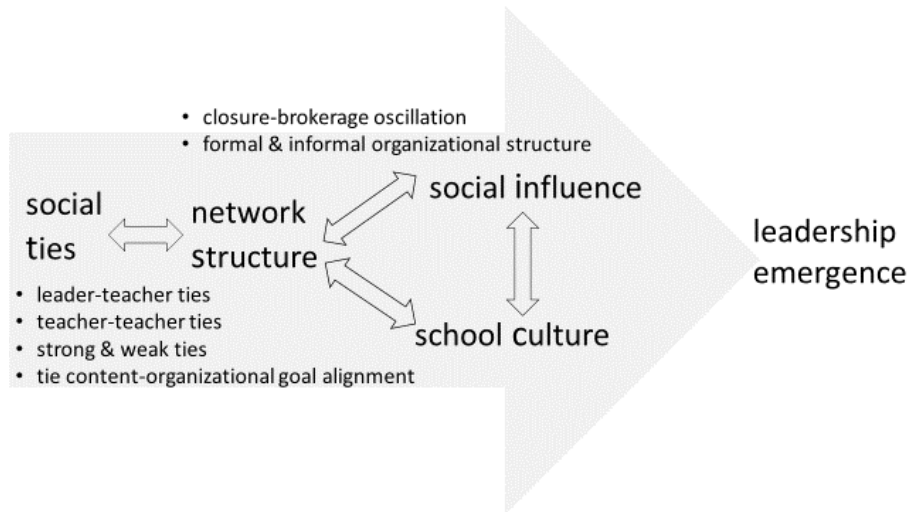 • closure-brokerage oscillation
• formal & informal organizational structure
social
ties
network
structure
social influence
school culture
leadership
emergence
• leader-teacher ties
• teacher-teacher ties
• strong & weak ties
• tie content-organizational goal alignment